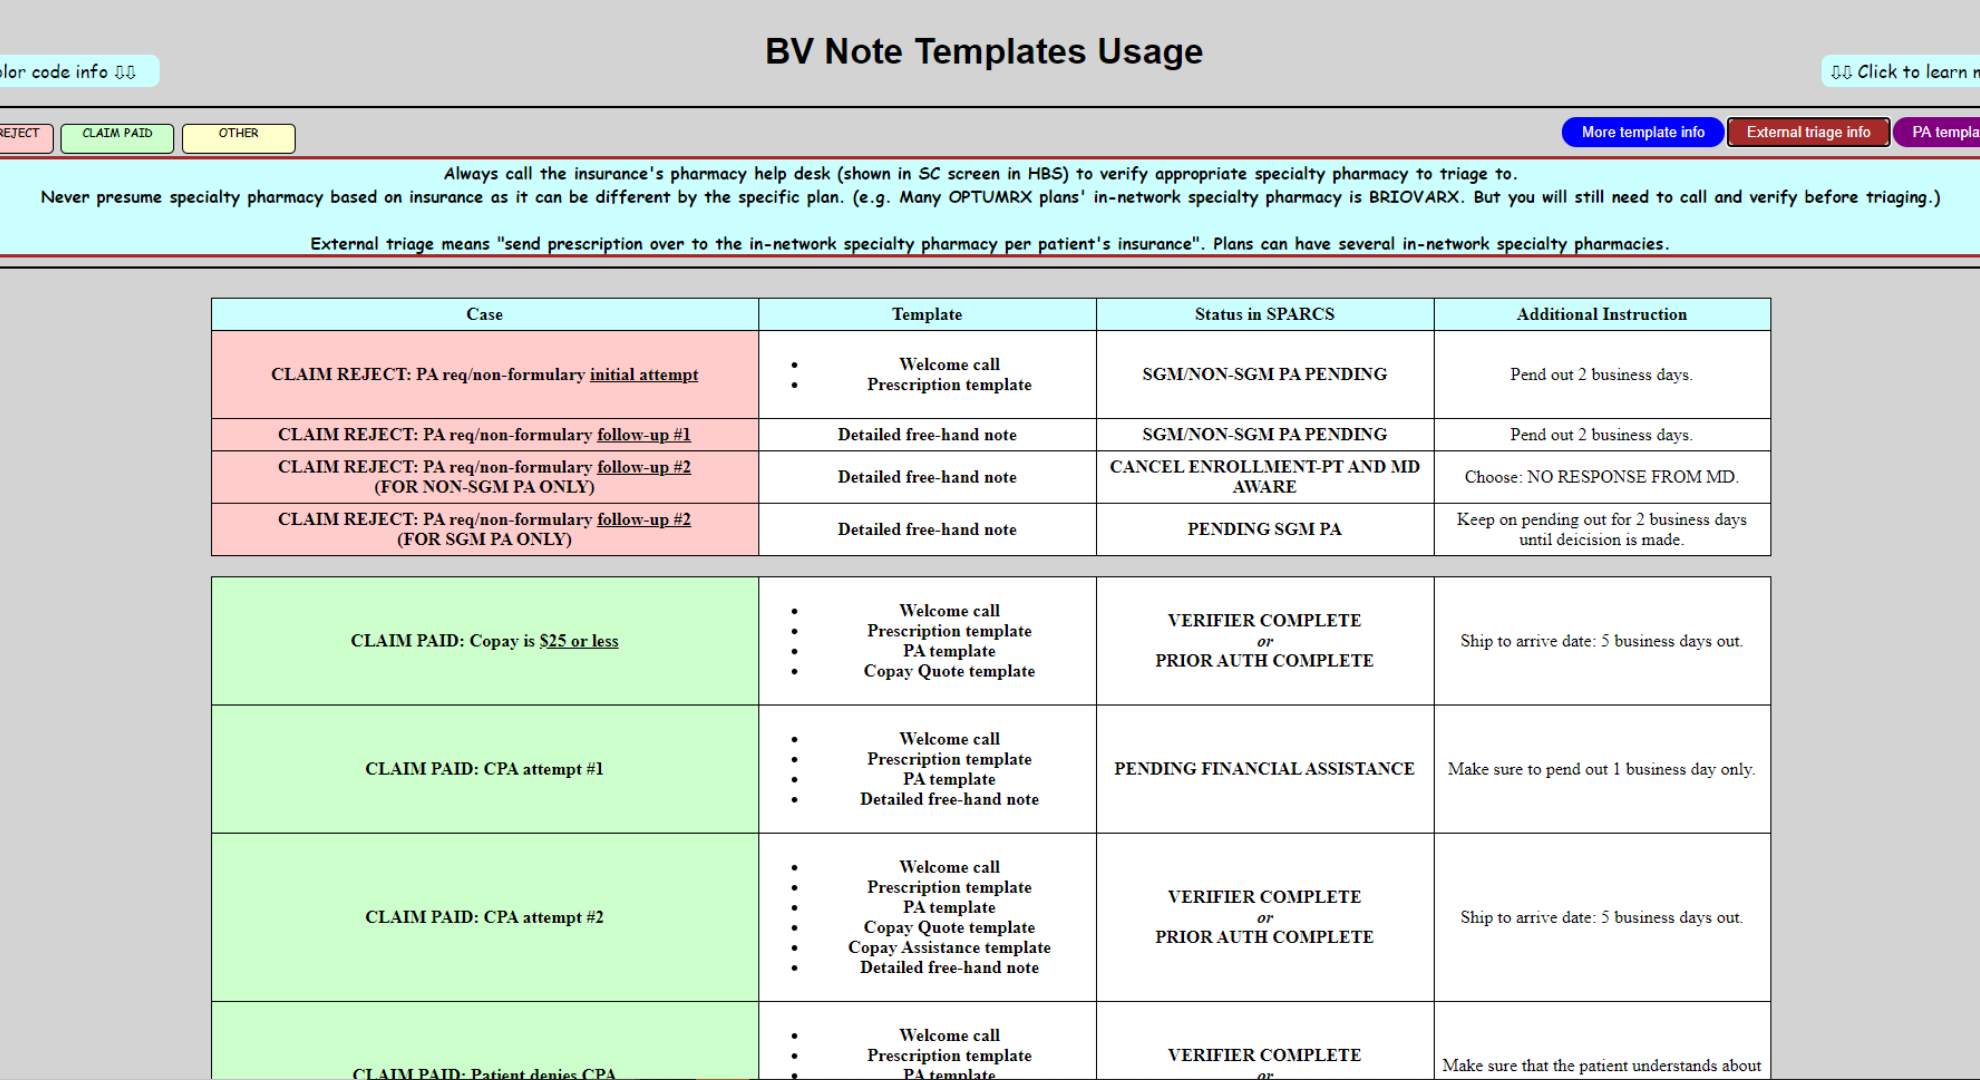 BV Note Templates Usage
olor code info ⇩⇩
⇩⇩ Click to learn
REJECT
CLAIM PAID
OTHER
More template info
External triage info
PA templa
Always call the insurance's pharmacy help desk (shown in SC screen in HBS) to verify appropriate specialty pharmacy to triage to.
Never presume specialty pharmacy based on insurance as it can be different by the specific plan. (e.g. Many OPTUMRX plans' in-network specialty pharmacy is BRIOVARX. But you will still need to call and verify before triaging.)
External triage means "send prescription over to the in-network specialty pharmacy per patient's insurance". Plans can have several in-network specialty pharmacies.
Case
Template
Status in SPARCS
Additional Instruction
CLAIM REJECT: PA req/non-formulary initial attempt
• Welcome call
• Prescription template
SGM/NON-SGM PA PENDING
Pend out 2 business days.
CLAIM REJECT: PA req/non-formulary follow-up #1
Detailed free-hand note
SGM/NON-SGM PA PENDING
Pend out 2 business days.
CLAIM REJECT: PA req/non-formulary follow-up #2
(FOR NON-SGM PA ONLY)
Detailed free-hand note
CANCEL ENROLLMENT-PT AND MD
AWARE
Choose: NO RESPONSE FROM MD.
CLAIM REJECT: PA req/non-formulary follow-up #2
(FOR SGM PA ONLY)
Detailed free-hand note
PENDING SGM PA
Keep on pending out for 2 business days
until deicision is made.
CLAIM PAID: Copay is $25 or less
• Welcome call
• Prescription template
• PA template
• Copay Quote template
VERIFIER COMPLETE
or
PRIOR AUTH COMPLETE
Ship to arrive date: 5 business days out.
CLAIM PAID: CPA attempt #1
• Welcome call
• Prescription template
• PA template
• Detailed free-hand note
PENDING FINANCIAL ASSISTANCE
Make sure to pend out 1 business day only.
CLAIM PAID: CPA attempt #2
• Welcome call
• Prescription template
• PA template
• Copay Quote template
• Copay Assistance template
• Detailed free-hand note
VERIFIER COMPLETE
or
PRIOR AUTH COMPLETE
Ship to arrive date: 5 business days out.
CLAIM PAID: Patient denies CPA
• Welcome call
• Prescription template
• PA template
VERIFIER COMPLETE
or
Make sure that the patient understands about